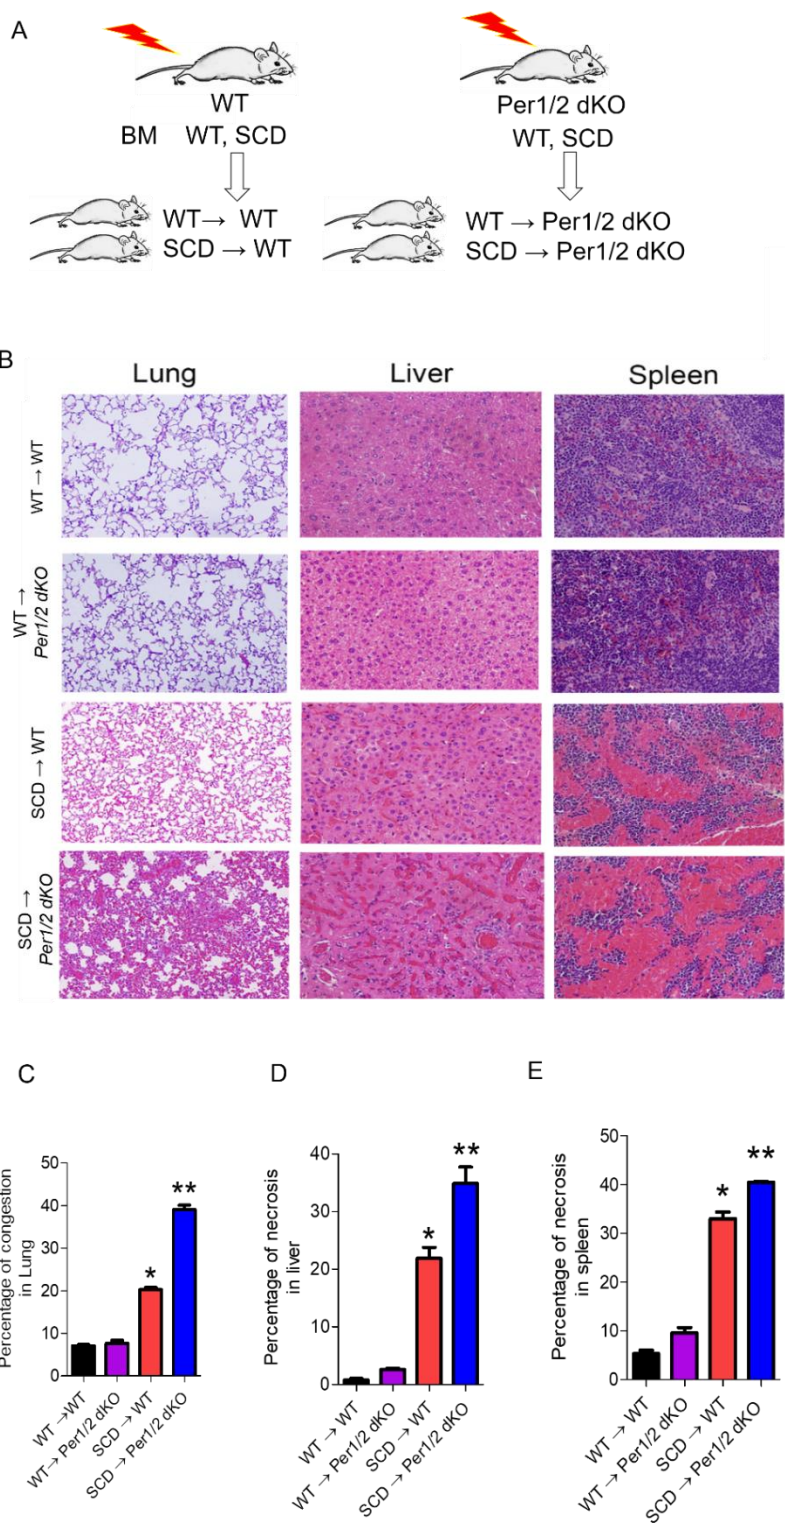 A
WT
Per1/2 dKO
BM WT, SCD
WT, SCD
WT → WT
SCD → WT
WT → Per1/2 dKO
SCD → Per1/2 dKO
B
Lung
Liver
Spleen
WT → WT
WT →
Per1/2 dKO
SCD → WT
SCD →
Per1/2 dKO
C
Percentage of congestion
in Lung
50
40
30
20
10
0
*
**
WT →WT
WT→ Per1/2 dKO
SCD → WT
SCD → Per1/2 dKO
D
Percentage of necrosis
in liver
40
30
20
10
0
*
**
WT → WT
WT → Per1/2 dKO
SCD → WT
SCD → Per1/2 dKO
E
Percentage of necrosis
in spleen
50
40
30
20
10
0
*
**
WT → WT
WT → Per1/2 dKO
SCD → WT
SCD → Per1/2 dKO